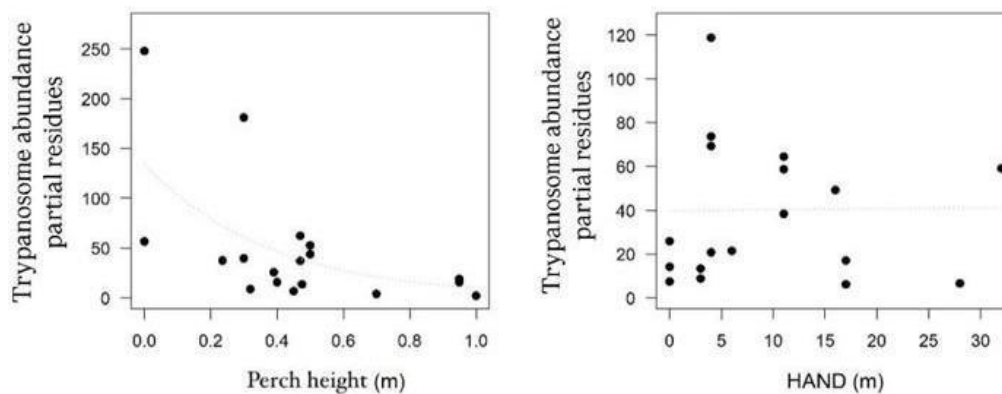 Trypanosome abundance
partial residues
250
200
150
100
50
0
0.0 0.2 0.4 0.6 0.8 1.0
Perch height (m)
Trypanosome abundance
partial residues
120
100
80
60
40
20
0
0 5 10 15 20 25 30
HAND (m)